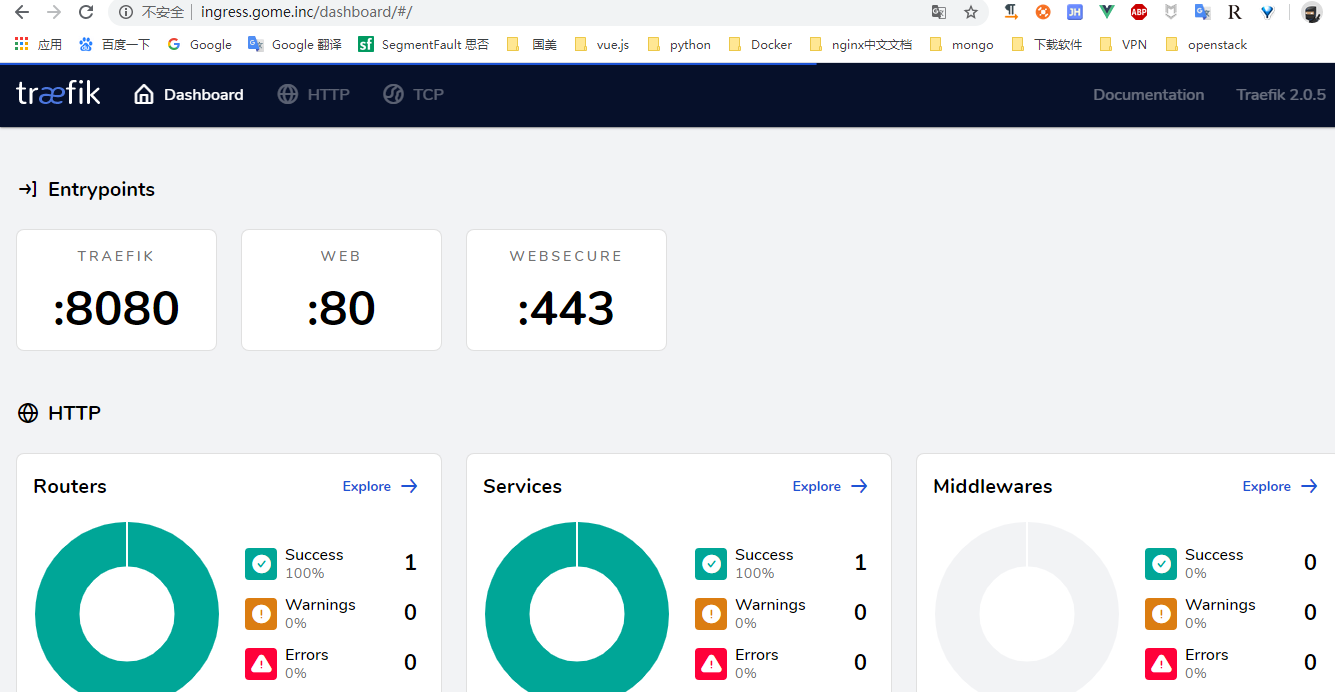 不安全 ingress.gome.inc/dashboard/#/
应用 百度一下 Google Google 翻译 SegmentFault 思否 国美 vue.js python Docker nginx中文文档 mongo 下载软件 VPN openstack
træfik Dashboard HTTP TCP Documentation Traefik 2.0.5
Entrypoints
TRAEFIK WEB WEBSECURE
:8080 :80 :443
HTTP
Routers Explore Services Explore Middlewares Explore
Success 1 Success 1 Success 0
100% 100% 0%
Warnings 0 Warnings 0 Warnings 0
0% 0% 0%
Errors 0 Errors 0 Errors 0
0% 0% 0%